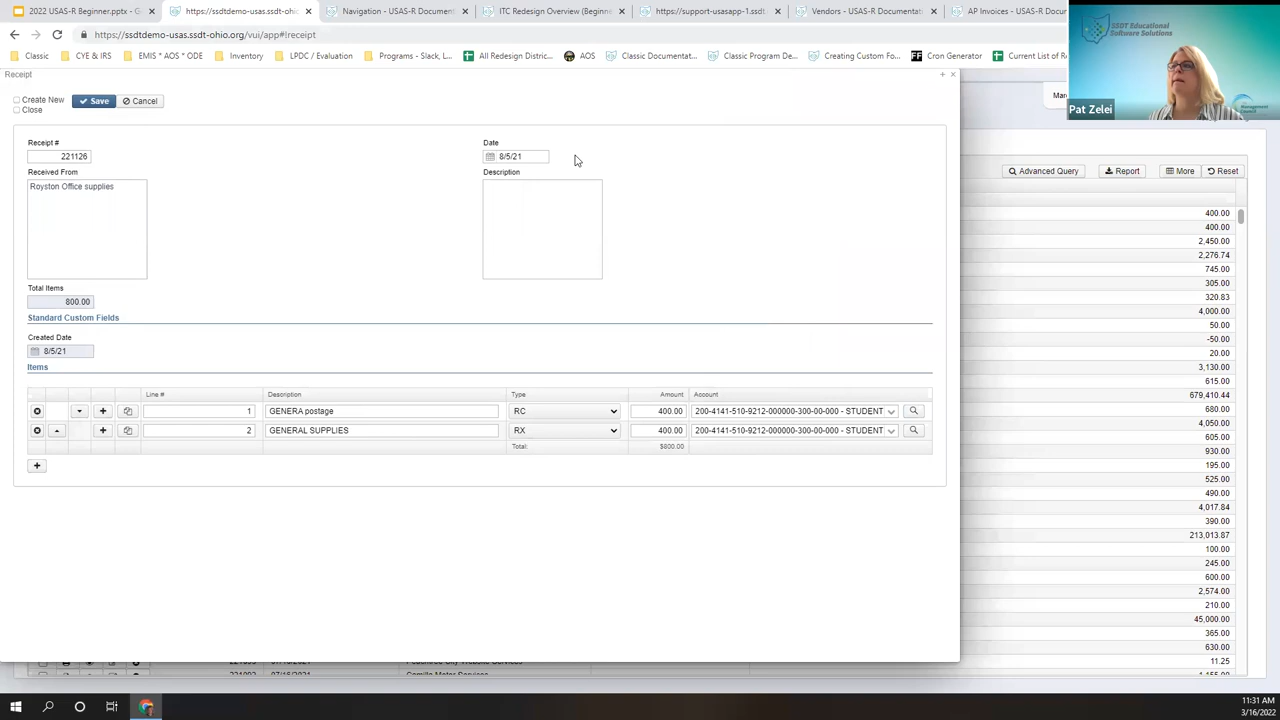 2022 USAS-R Beginner.pptx - G
https://ssdtdemo-usas.ssdt-ohi
Navigation - USAS-R Document
ITC Redesign Overview (Beginne
https://support-usasapp-1.ssdt
Vendors - USAS-R Documentati
AP Invoices - USAS-R Document
https://ssdtdemo-usas.ssdt-ohio.org/vui/app#!receipt
Classic
CYE & IRS
EMIS * AOS * ODE
Inventory
LPDC / Evaluation
Programs - Slack, L...
All Redesign Distric...
AOS
Classic Documentat...
Classic Program De...
Creating Custom Fo...
Cron Generator
Current List of R
SSDT Educational
Software Solutions
Management
Council
Pat Zelei
Receipt
Create New
Close
Save
Cancel
Receipt #
221126
Date
8/5/21
Received From
Royston Office supplies
Description
Total Items
800.00
Standard Custom Fields
Created Date
8/5/21
Items
Line # Description Type Amount Account
1 GENERA postage RC 400.00 200-4141-510-9212-000000-300-00-000 - STUDENT
2 GENERAL SUPPLIES RX 400.00 200-4141-510-9212-000000-300-00-000 - STUDENT
Total: $800.00
Mar
Advanced Query
Report
More
Reset
400.00
400.00
2,450.00
2,276.74
745.00
305.00
320.83
4,000.00
50.00
-50.00
20.00
3,130.00
615.00
679,410.44
680.00
4,050.00
605.00
930.00
195.00
525.00
490.00
4,017.84
390.00
213,013.87
100.00
245.00
600.00
2,574.00
210.00
45,000.00
365.00
630.00
11.25
11:31 AM
3/16/2022